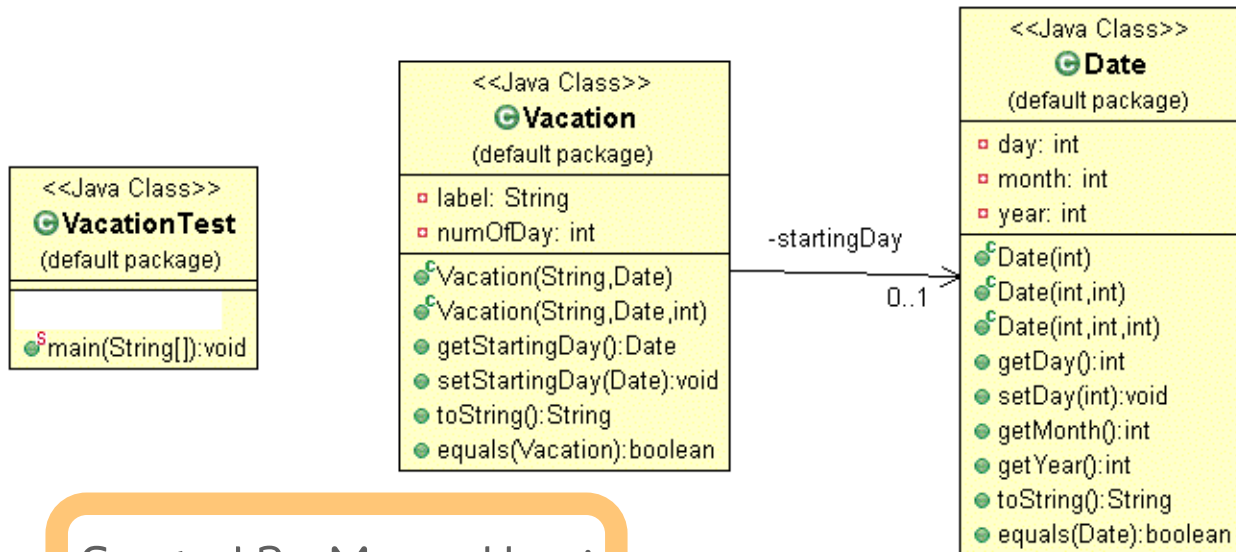 <<Java Class>>
VacationTest
(default package)
main(String[]):void
<<Java Class>>
Vacation
(default package)
label: String
numOfDay: int
Vacation(String,Date)
Vacation(String,Date,int)
getStartingDay():Date
setStartingDay(Date):void
toString():String
equals(Vacation):boolean
-startingDay
0..1
<<Java Class>>
Date
(default package)
day: int
month: int
year: int
Date(int)
Date(int,int)
Date(int,int,int)
getDay():int
setDay(int):void
getMonth():int
getYear():int
toString():String
equals(Date):boolean